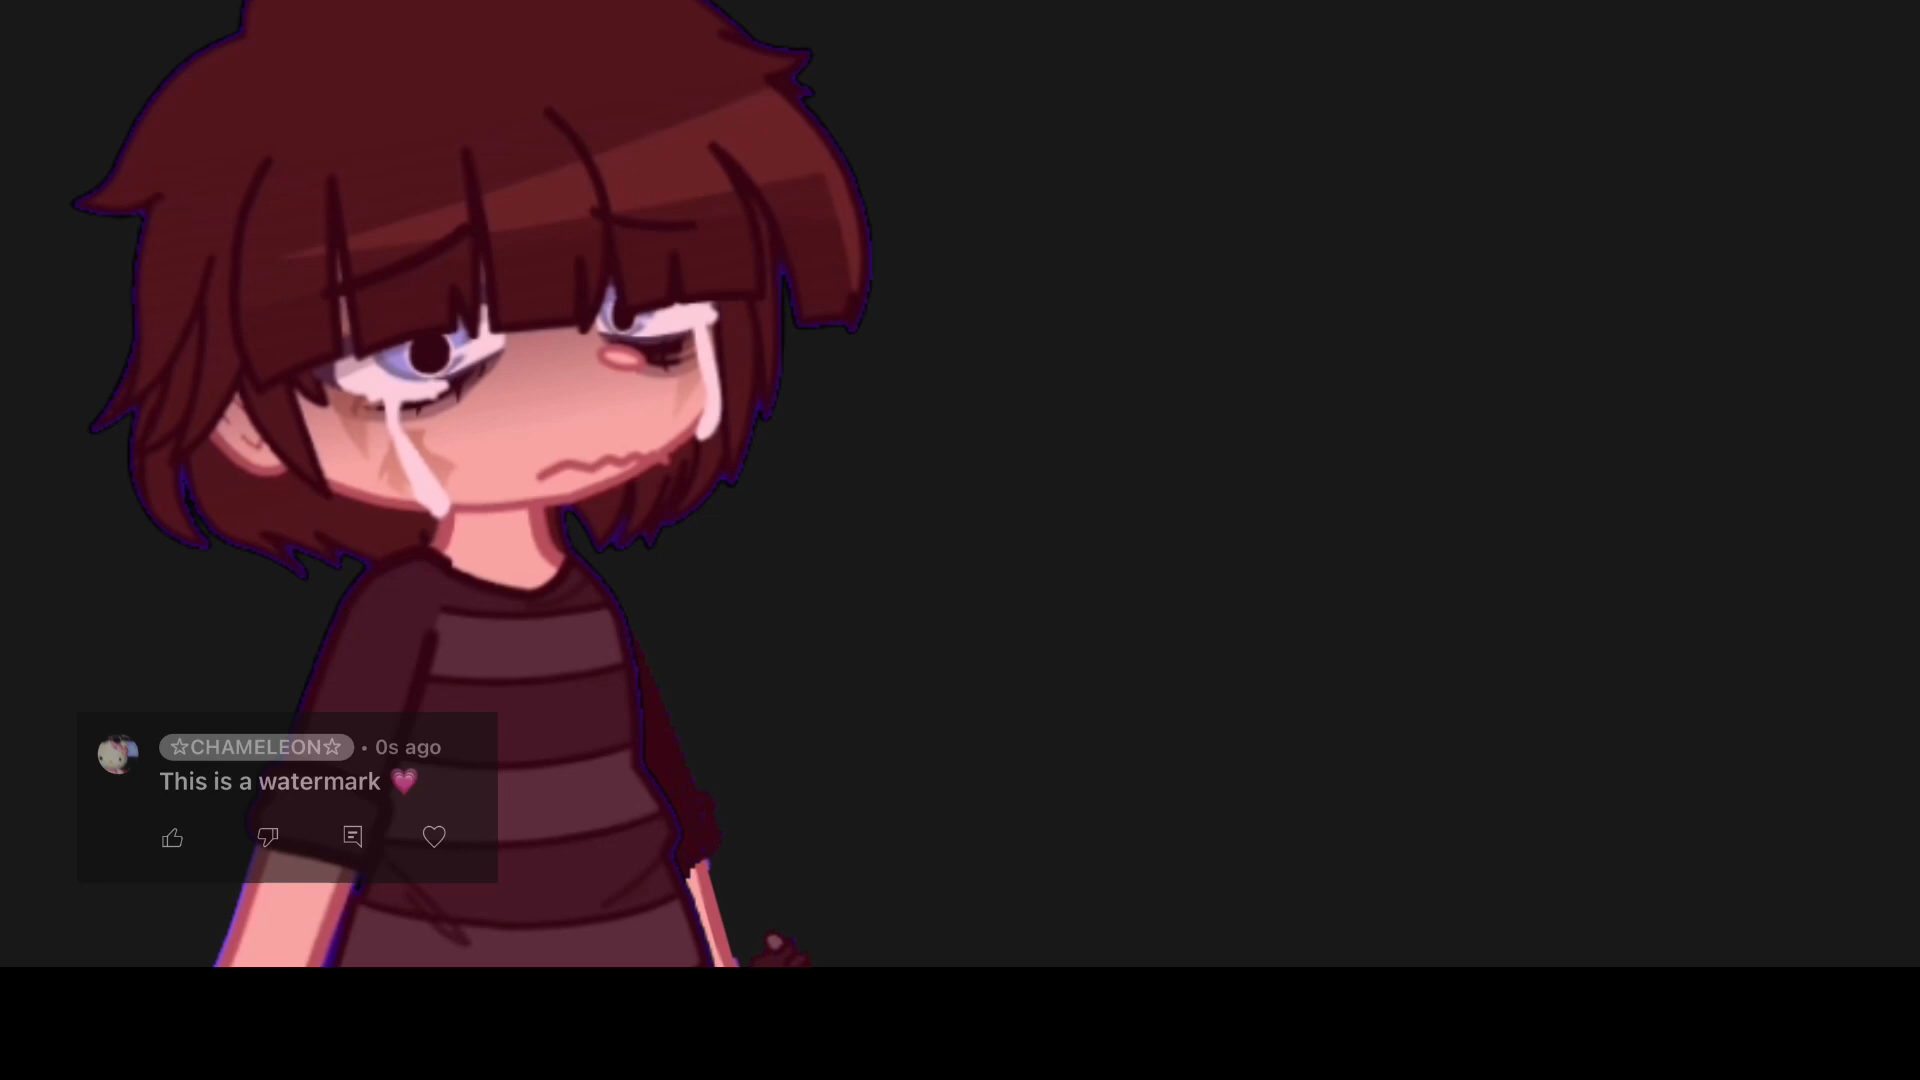 ☆CHAMELEON☆ • 0s ago
This is a watermark 💗